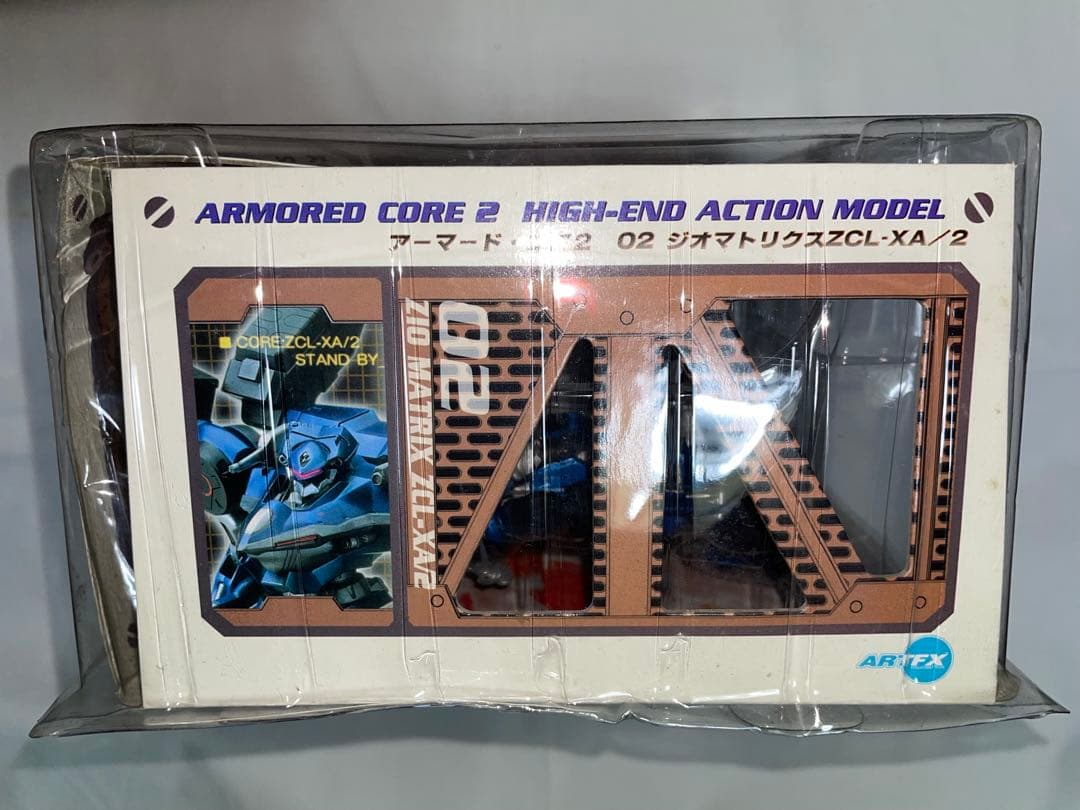 ARMORED CORE 2 HIGH-END ACTION MODEL
アーマード・コア2 02 ジオマトリクスZCL-XA/2
■ CORE:ZCL-XA/2
STAND BY_
02
ZIO MATRIX ZCL-XA/2
ARTFX